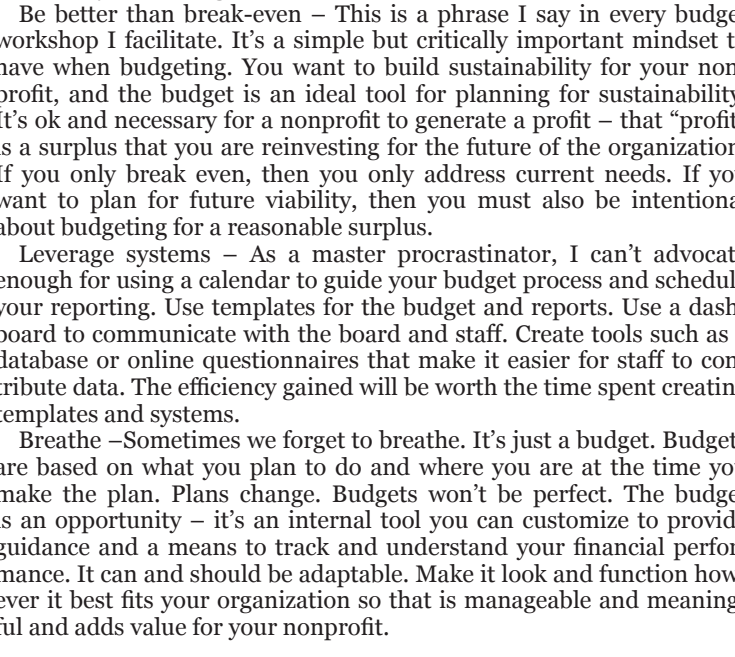 Be better than break-even – This is a phrase I say in every budge
workshop I facilitate. It's a simple but critically important mindset t
have when budgeting. You want to build sustainability for your non
profit, and the budget is an ideal tool for planning for sustainability
It's ok and necessary for a nonprofit to generate a profit – that “profit
is a surplus that you are reinvesting for the future of the organization
If you only break even, then you only address current needs. If yo
want to plan for future viability, then you must also be intentiona
about budgeting for a reasonable surplus.
Leverage systems – As a master procrastinator, I can't advocat
enough for using a calendar to guide your budget process and schedul
your reporting. Use templates for the budget and reports. Use a dash
board to communicate with the board and staff. Create tools such as
database or online questionnaires that make it easier for staff to con
tribute data. The efficiency gained will be worth the time spent creatin
templates and systems.
Breathe –Sometimes we forget to breathe. It's just a budget. Budget
are based on what you plan to do and where you are at the time yo
make the plan. Plans change. Budgets won't be perfect. The budge
is an opportunity – it's an internal tool you can customize to provid
guidance and a means to track and understand your financial perfor
mance. It can and should be adaptable. Make it look and function how
ever it best fits your organization so that is manageable and meaning
ful and adds value for your nonprofit.